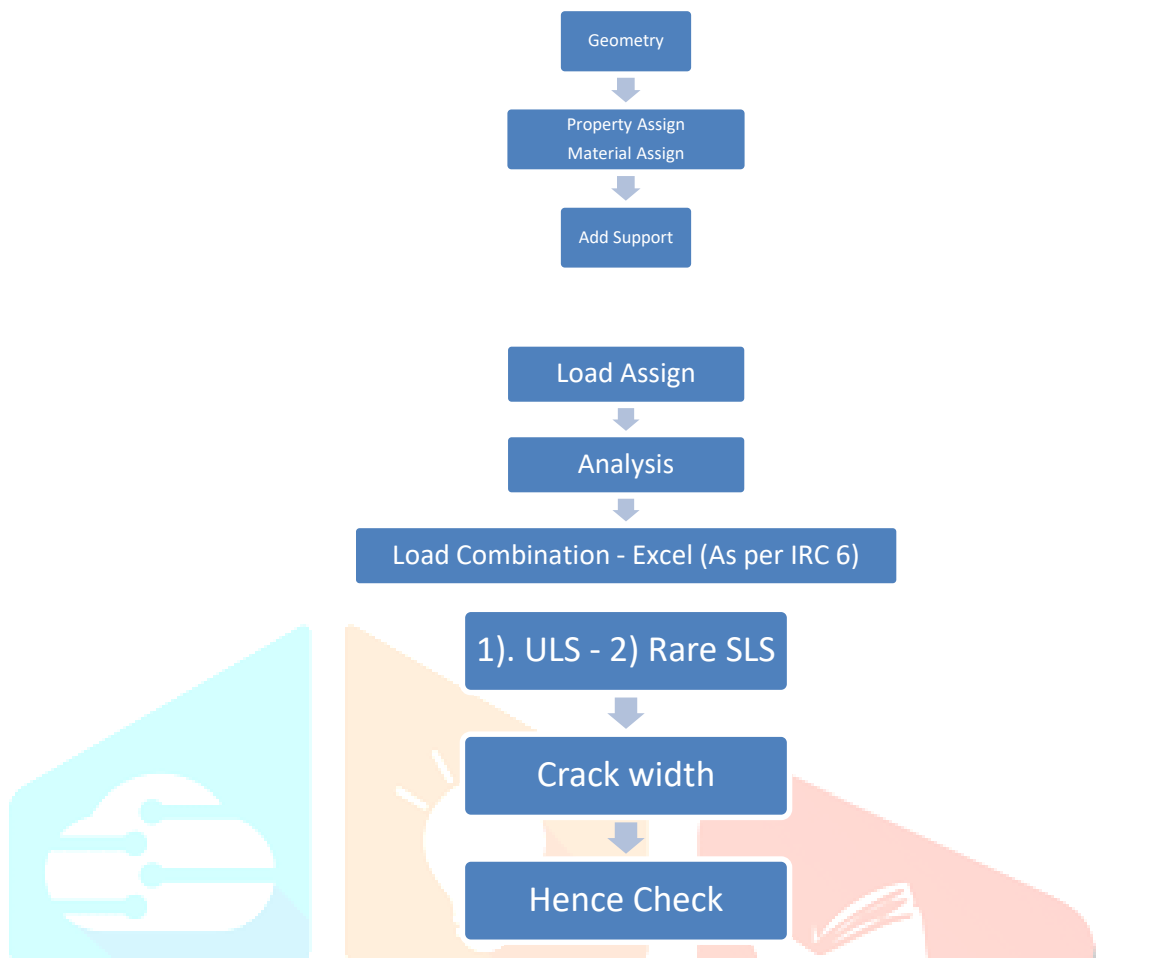 Geometry
Property Assign
Material Assign
Add Support
Load Assign
Analysis
Load Combination - Excel (As per IRC 6)
1). ULS - 2) Rare SLS
Crack width
Hence Check